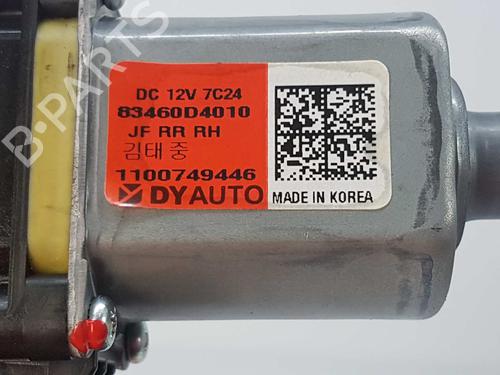 B-PARTS
DC 12V 7C24
83460D4010
JF RR RH
김태중
1100749446
DYAUTO
MADE IN KOREA